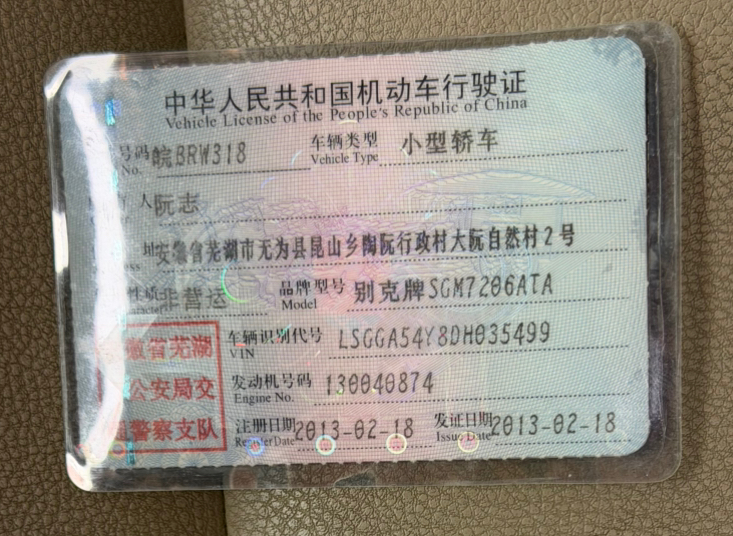 中华人民共和国机动车行驶证
Vehicle License of the People's Republic of China
号码 皖BRW318 车辆类型 小型轿车
No. Vehicle Type
人 阮志
址 安徽省芜湖市无为县昆山乡陶阮行政村大阮自然村2号
性质 非营运 品牌型号 别克牌SGM7206ATA
Model
车辆识别代号 LSGGA54Y8DH035499
VIN
发动机号码 130040874
Engine No.
注册日期 2013-02-18 发证日期 2013-02-18
Register Date Issue Date
徽省芜湖
公安局交
警察支队